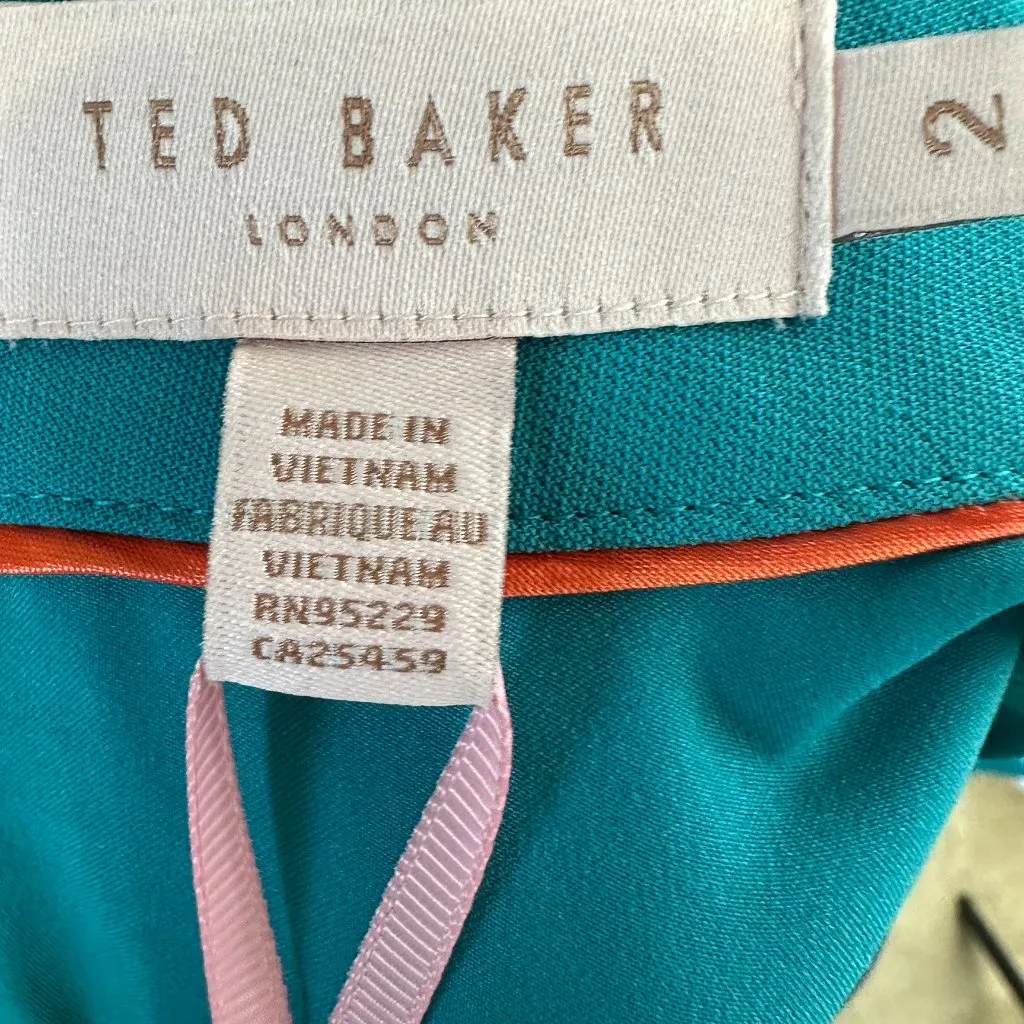 TED BAKER
LONDON
2
MADE IN
VIETNAM
FABRIQUE AU
VIETNAM
RN95229
CA25459